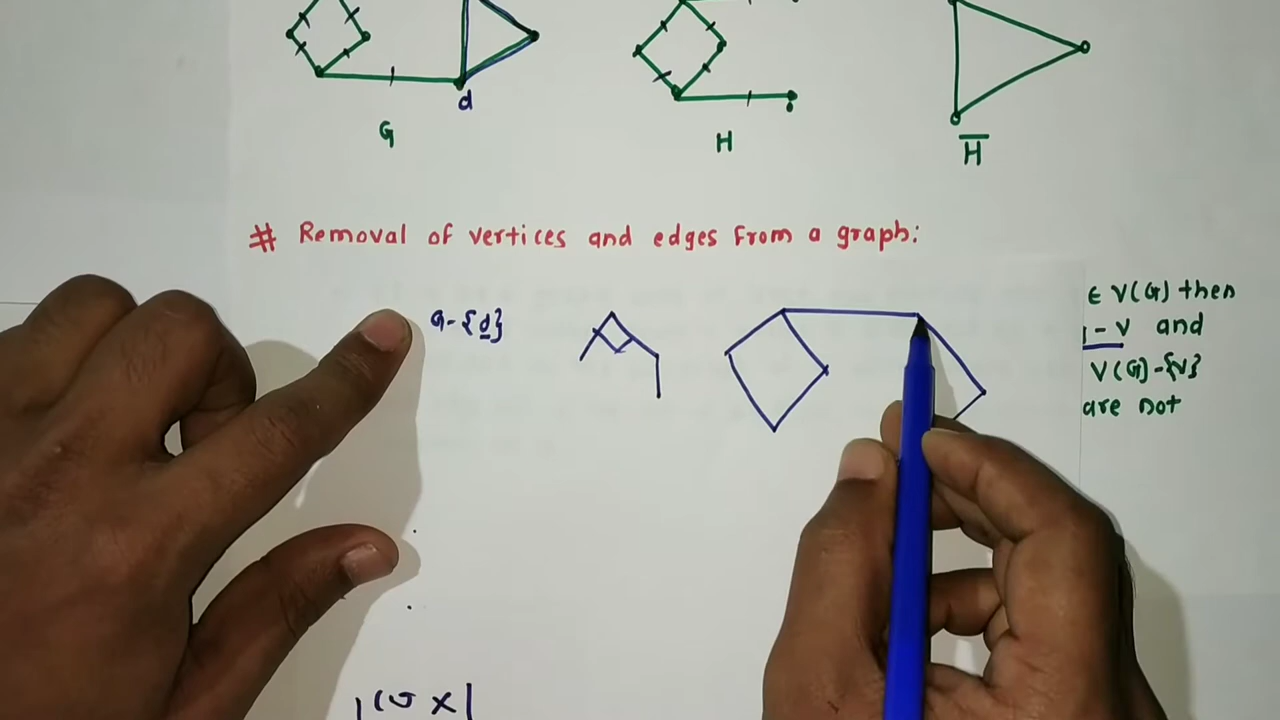 d
G
H
H̅
# Removal of vertices and edges from a graph:
G-{d}
∈ V(G) then
- V and
V(G)-{V}
are not